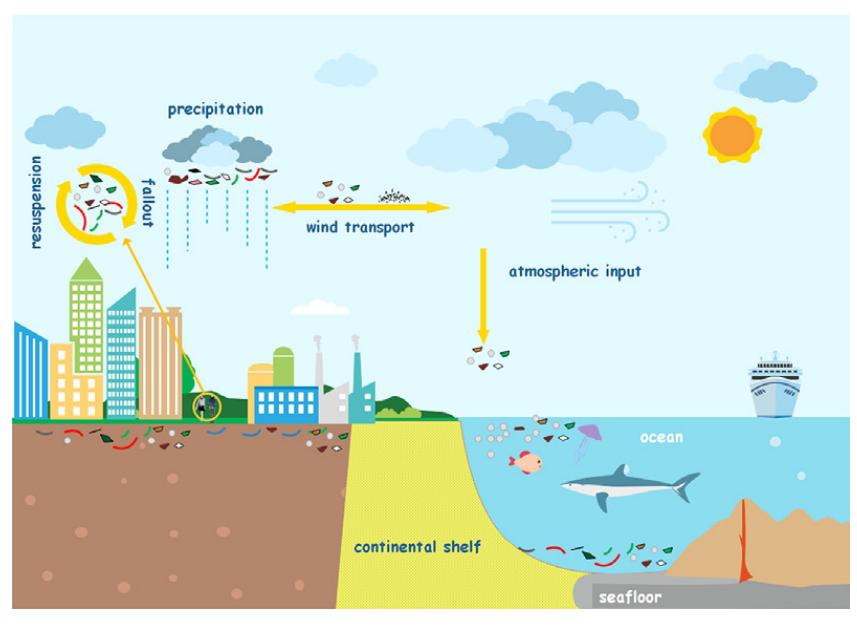 precipitation
resuspension
fallout
wind transport
atmospheric input
ocean
continental shelf
seafloor